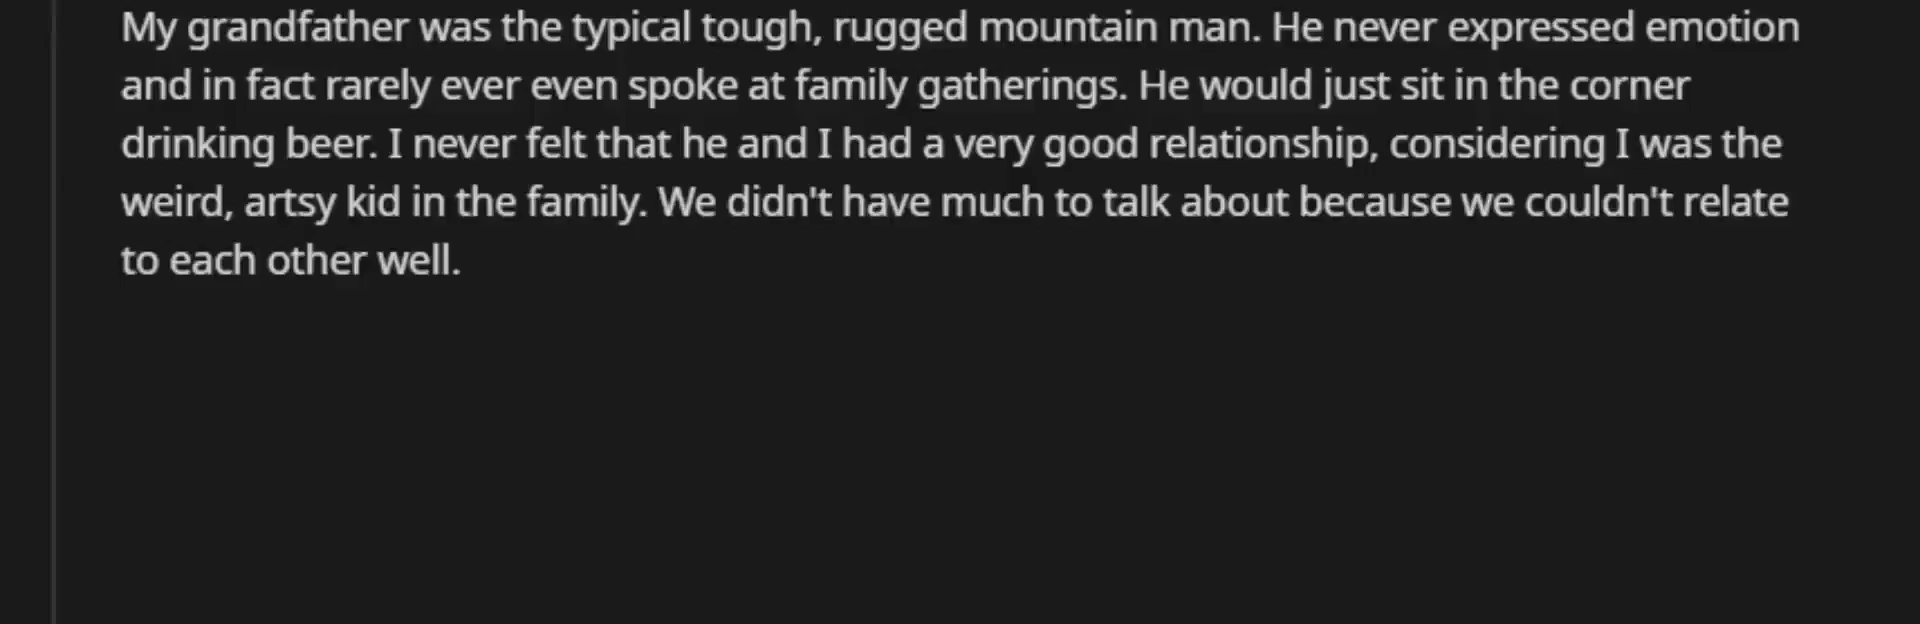 My grandfather was the typical tough, rugged mountain man. He never expressed emotion
and in fact rarely ever even spoke at family gatherings. He would just sit in the corner
drinking beer. I never felt that he and I had a very good relationship, considering I was the
weird, artsy kid in the family. We didn't have much to talk about because we couldn't relate
to each other well.